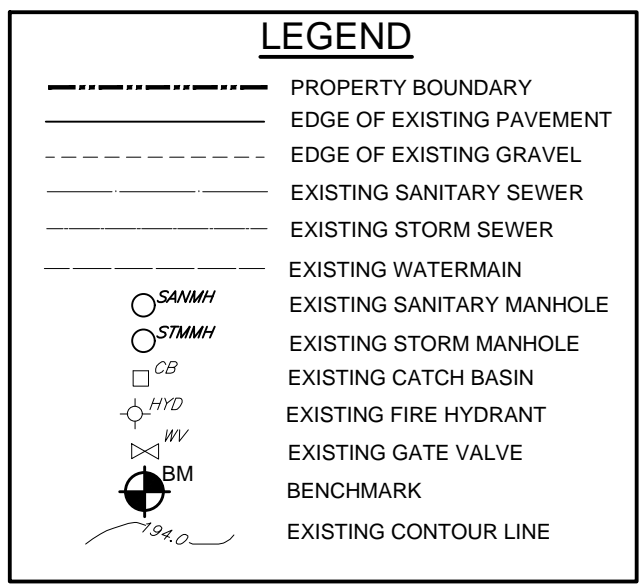 LEGEND
PROPERTY BOUNDARY
EDGE OF EXISTING PAVEMENT
EDGE OF EXISTING GRAVEL
EXISTING SANITARY SEWER
EXISTING STORM SEWER
EXISTING WATERMAIN
SANMH EXISTING SANITARY MANHOLE
STMMH EXISTING STORM MANHOLE
CB EXISTING CATCH BASIN
HYD EXISTING FIRE HYDRANT
WV EXISTING GATE VALVE
BM BENCHMARK
194.0 EXISTING CONTOUR LINE